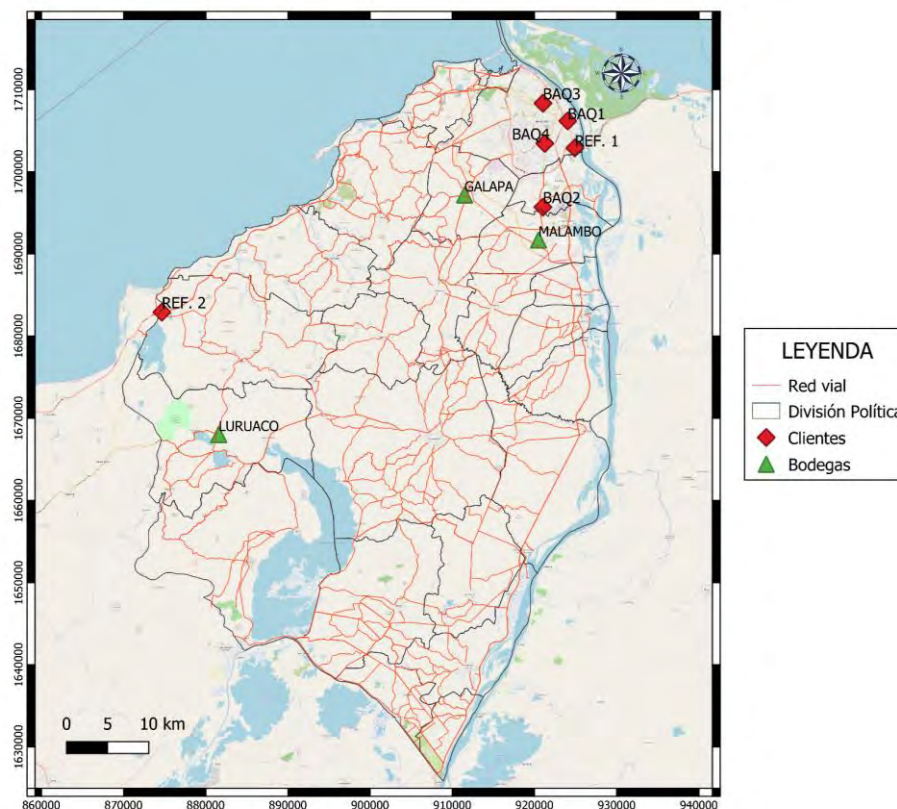 BAQ3
BAQ1
BAQ4
REF. 1
GALAPA
BAQ2
MALAMBO
REF. 2
LURUACO
1710000
1700000
1690000
1680000
1670000
1660000
1650000
1640000
1630000
0 5 10 km
860000 870000 880000 890000 900000 910000 920000 930000 940000
LEYENDA
Red vial
División Política
Clientes
Bodegas